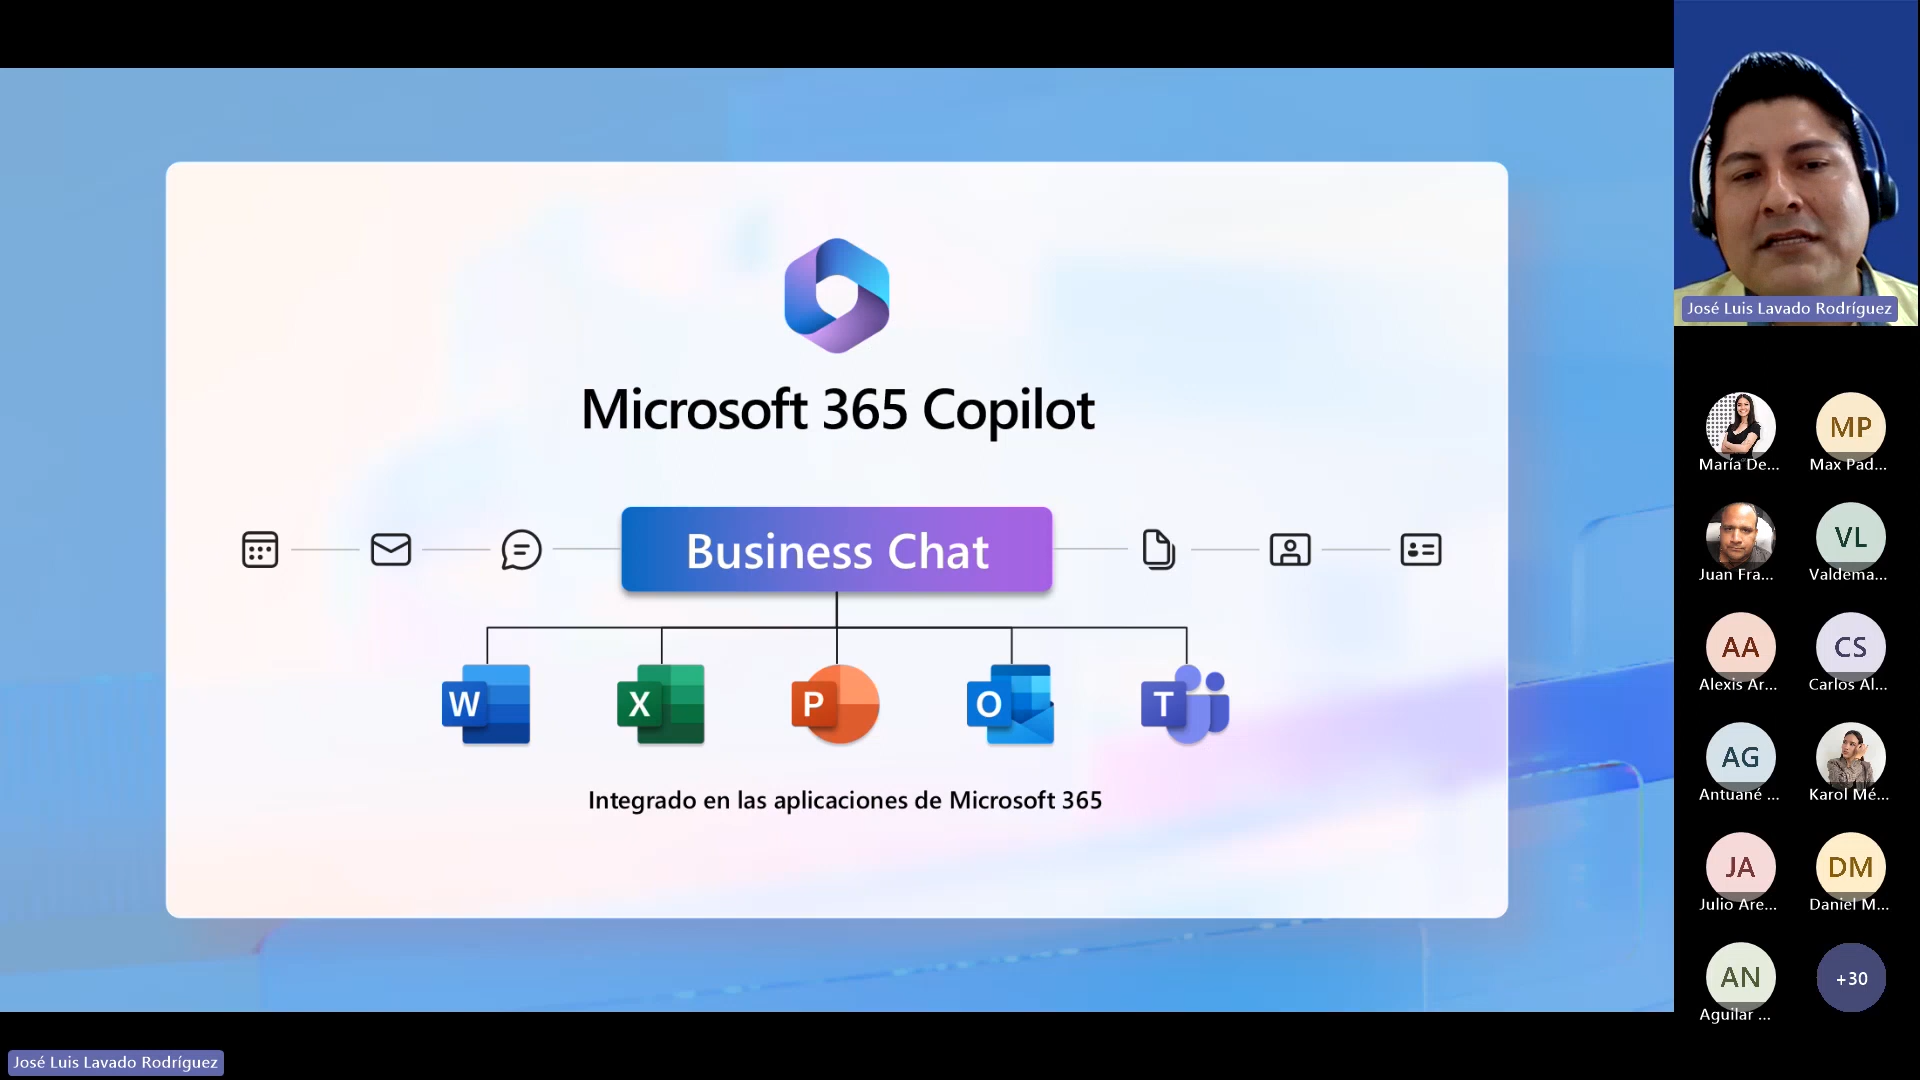 Microsoft 365 Copilot
Business Chat
W
X
P
O
T
Integrado en las aplicaciones de Microsoft 365
José Luis Lavado Rodríguez
María De...
MP
Max Pad...
Juan Fra...
VL
Valdema...
AA
Alexis Ar...
CS
Carlos Al...
AG
Antuané ...
Karol Mé...
JA
Julio Are...
DM
Daniel M...
AN
Aguilar ...
+30
José Luis Lavado Rodríguez